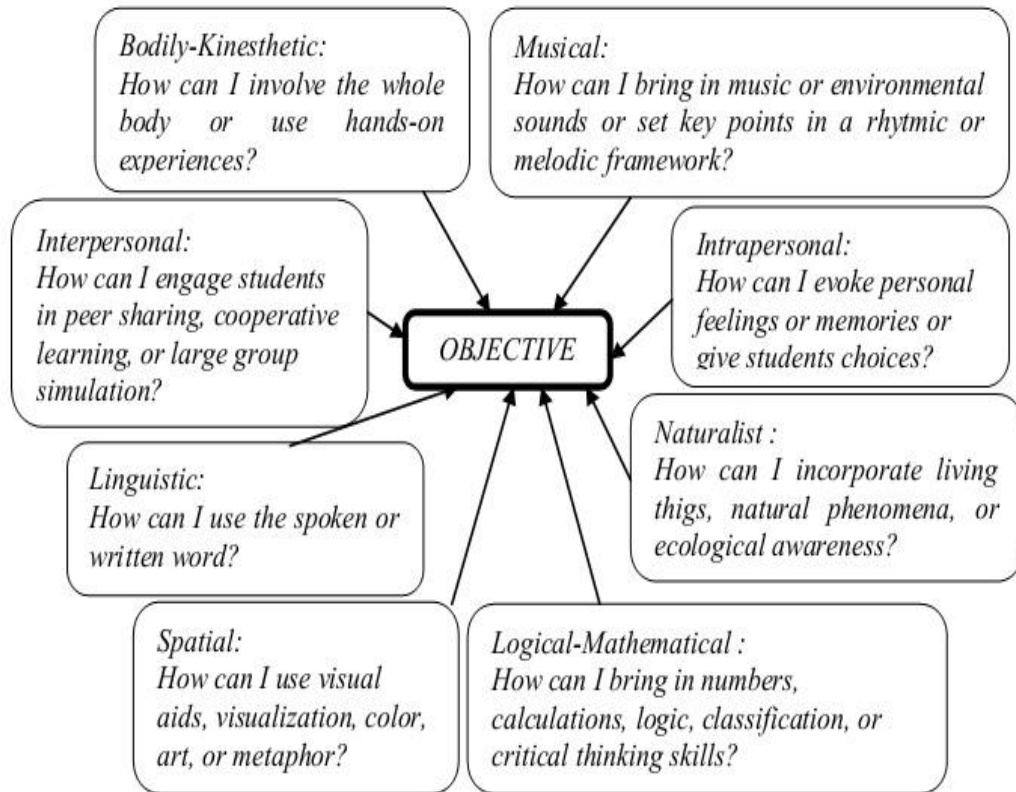 Bodily-Kinesthetic:
How can I involve the whole
body or use hands-on
experiences?
Musical:
How can I bring in music or environmental
sounds or set key points in a rhytmic or
melodic framework?
Interpersonal:
How can I engage students
in peer sharing, cooperative
learning, or large group
simulation?
OBJECTIVE
Intrapersonal:
How can I evoke personal
feelings or memories or
give students choices?
Linguistic:
How can I use the spoken or
written word?
Naturalist :
How can I incorporate living
thigs, natural phenomena, or
ecological awareness?
Spatial:
How can I use visual
aids, visualization, color,
art, or metaphor?
Logical-Mathematical :
How can I bring in numbers,
calculations, logic, classification, or
critical thinking skills?